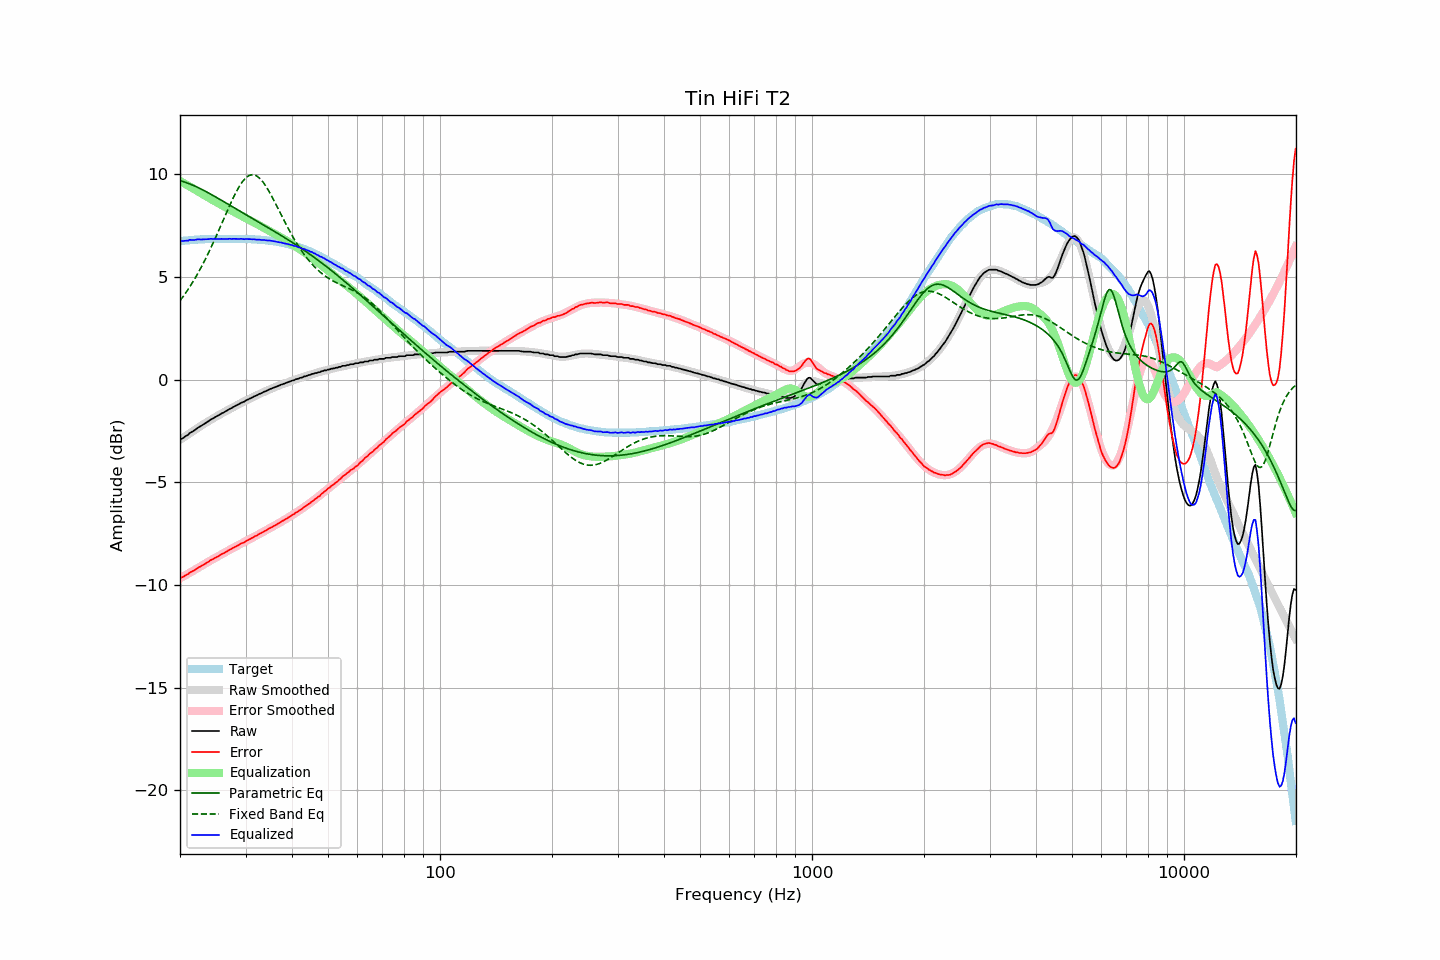 Tin HiFi T2
Amplitude (dBr)
10
5
0
−5
−10
−15
−20
Target
Raw Smoothed
Error Smoothed
Raw
Error
Equalization
Parametric Eq
Fixed Band Eq
Equalized
100 1000 10000
Frequency (Hz)